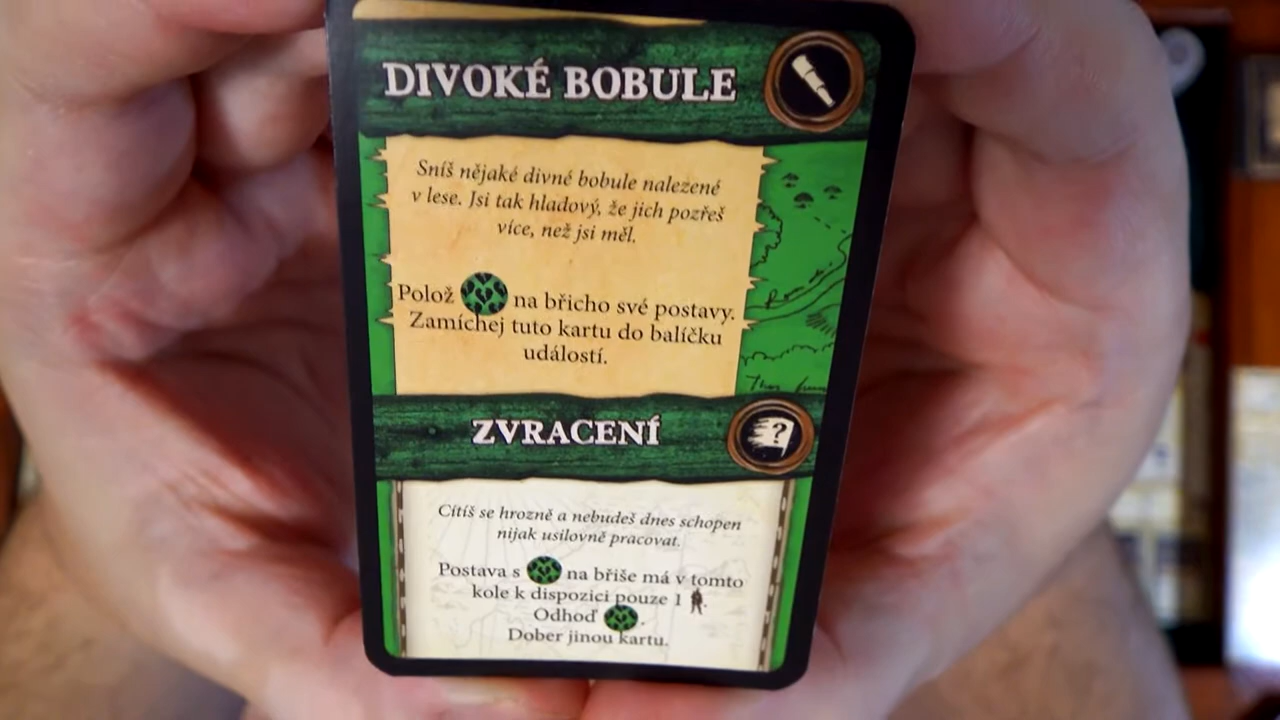 DIVOKÉ BOBULE
Sníš nějaké divné bobule nalezené
v lese. Jsi tak hladový, že jich pozřeš
více, než jsi měl.
Polož na břicho své postavy.
Zamíchej tuto kartu do balíčku
událostí.
ZVRACENÍ
?
Cítíš se hrozně a nebudeš dnes schopen
nijak usilovně pracovat.
Postava s na břiše má v tomto
kole k dispozici pouze 1 .
Odhoď .
Dober jinou kartu.